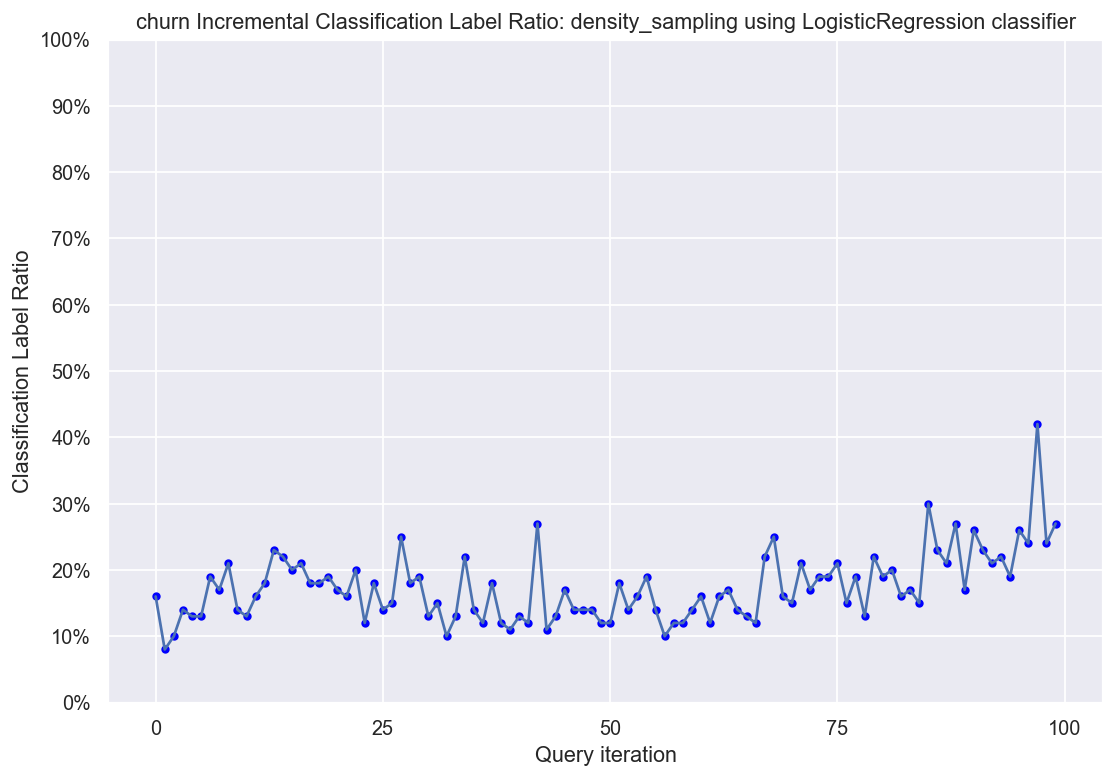 churn Incremental Classification Label Ratio: density_sampling using LogisticRegression classifier
100%
90%
80%
70%
60%
50%
40%
30%
20%
10%
0%
Classification Label Ratio
0 25 50 75 100
Query iteration